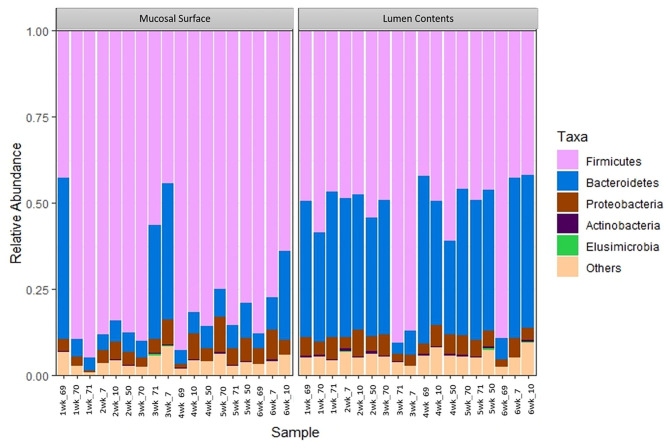 Mucosal Surface
Lumen Contents
1.00
0.75
0.50
0.25
0.00
Relative Abundance
1wk_69
1wk_70
1wk_71
2wk_7
2wk_10
2wk_50
3wk_70
3wk_71
3wk_7
4wk_69
4wk_10
4wk_50
5wk_70
5wk_71
5wk_50
6wk_69
6wk_7
6wk_10
1wk_69
1wk_70
1wk_71
2wk_7
2wk_10
2wk_50
3wk_70
3wk_71
3wk_7
4wk_69
4wk_10
4wk_50
5wk_70
5wk_71
5wk_50
6wk_69
6wk_7
6wk_10
Sample
Taxa
Firmicutes
Bacteroidetes
Proteobacteria
Actinobacteria
Elusimicrobia
Others